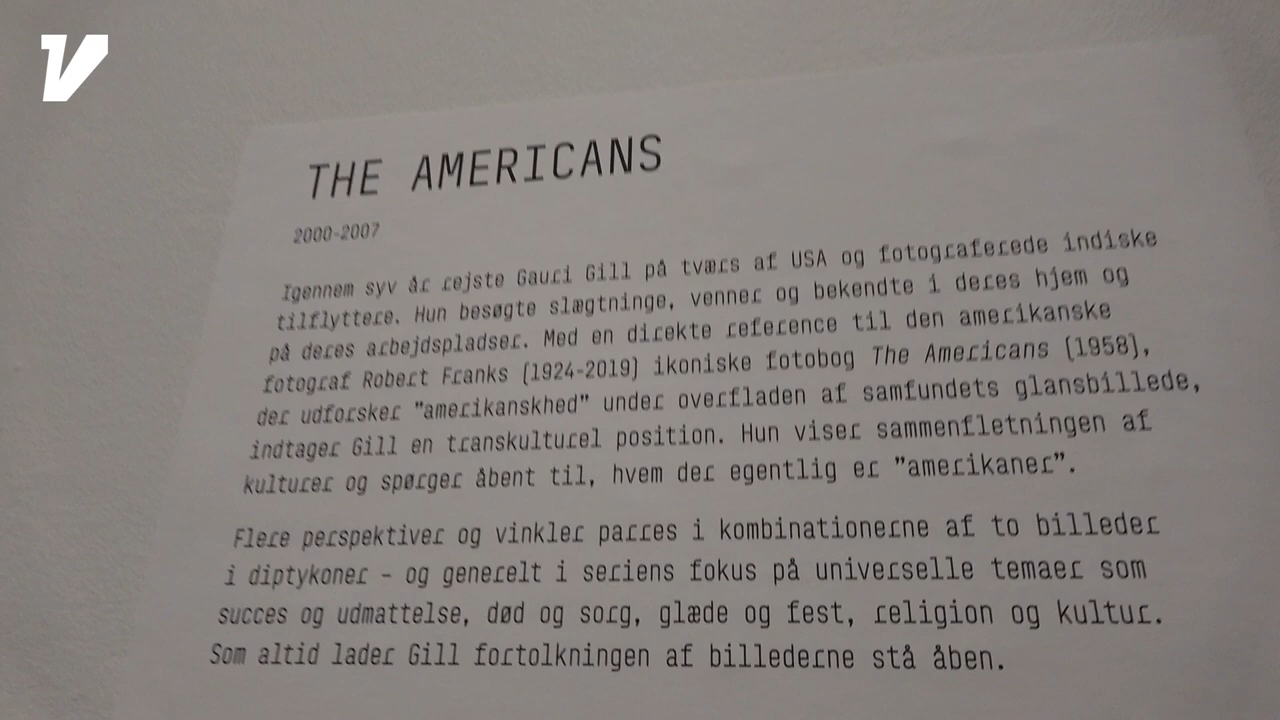 V
THE AMERICANS
2000-2007
Igennem syv år rejste Gauri Gill på tværs af USA og fotograferede indiske
tilflyttere. Hun besøgte slægtninge, venner og bekendte i deres hjem og
på deres arbejdspladser. Med en direkte reference til den amerikanske
fotograf Robert Franks (1924-2019) ikoniske fotobog The Americans (1958),
der udforsker "amerikanskhed" under overfladen af samfundets glansbillede,
indtager Gill en transkulturel position. Hun viser sammenfletningen af
kulturer og spørger åbent til, hvem der egentlig er "amerikaner".
Flere perspektiver og vinkler parres i kombinationerne af to billeder
i diptykoner – og generelt i seriens fokus på universelle temaer som
succes og udmattelse, død og sorg, glæde og fest, religion og kultur.
Som altid lader Gill fortolkningen af billederne stå åben.